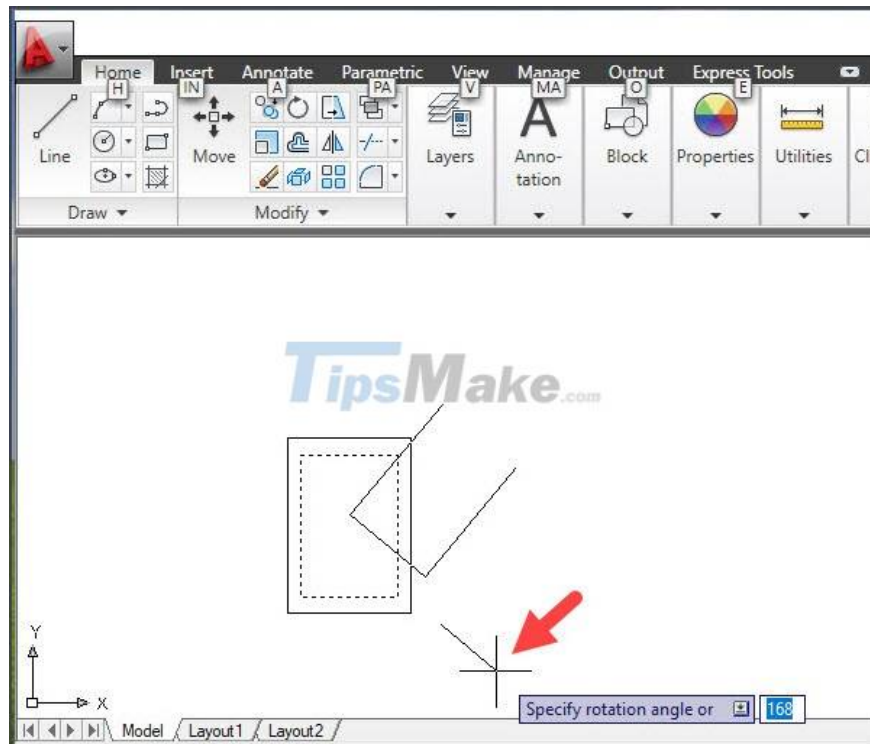 Home Insert Annotate Parametric View Manage Output Express Tools
H IN A PA V MA O E
Line Move Layers Anno-
tation Block Properties Utilities Cl
Draw Modify
TipsMake.com
Y
X
Specify rotation angle or 168
Model Layout1 Layout2